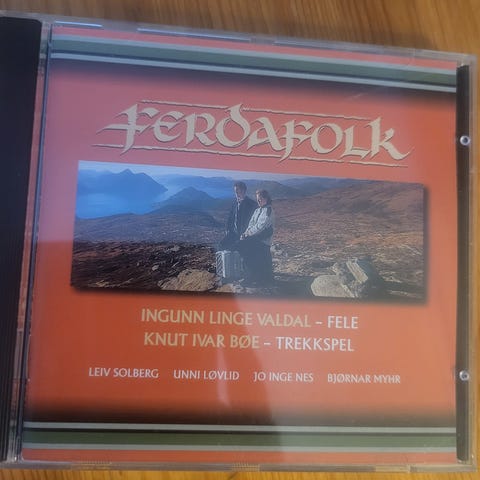 FERDAFOLK
INGUNN LINGE VALDAL – FELE
KNUT IVAR BØE – TREKKSPEL
LEIV SOLBERG UNNI LØVLID JO INGE NES BJØRNAR MYHR